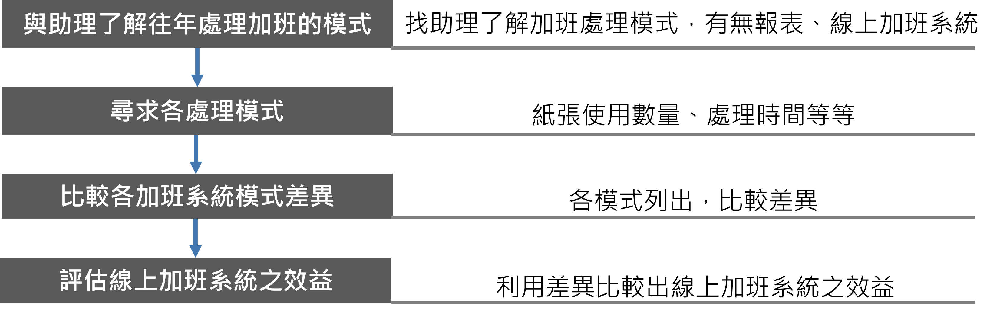 與助理了解往年處理加班的模式
找助理了解加班處理模式，有無報表、線上加班系統
尋求各處理模式
紙張使用數量、處理時間等等
比較各加班系統模式差異
各模式列出，比較差異
評估線上加班系統之效益
利用差異比較出線上加班系統之效益